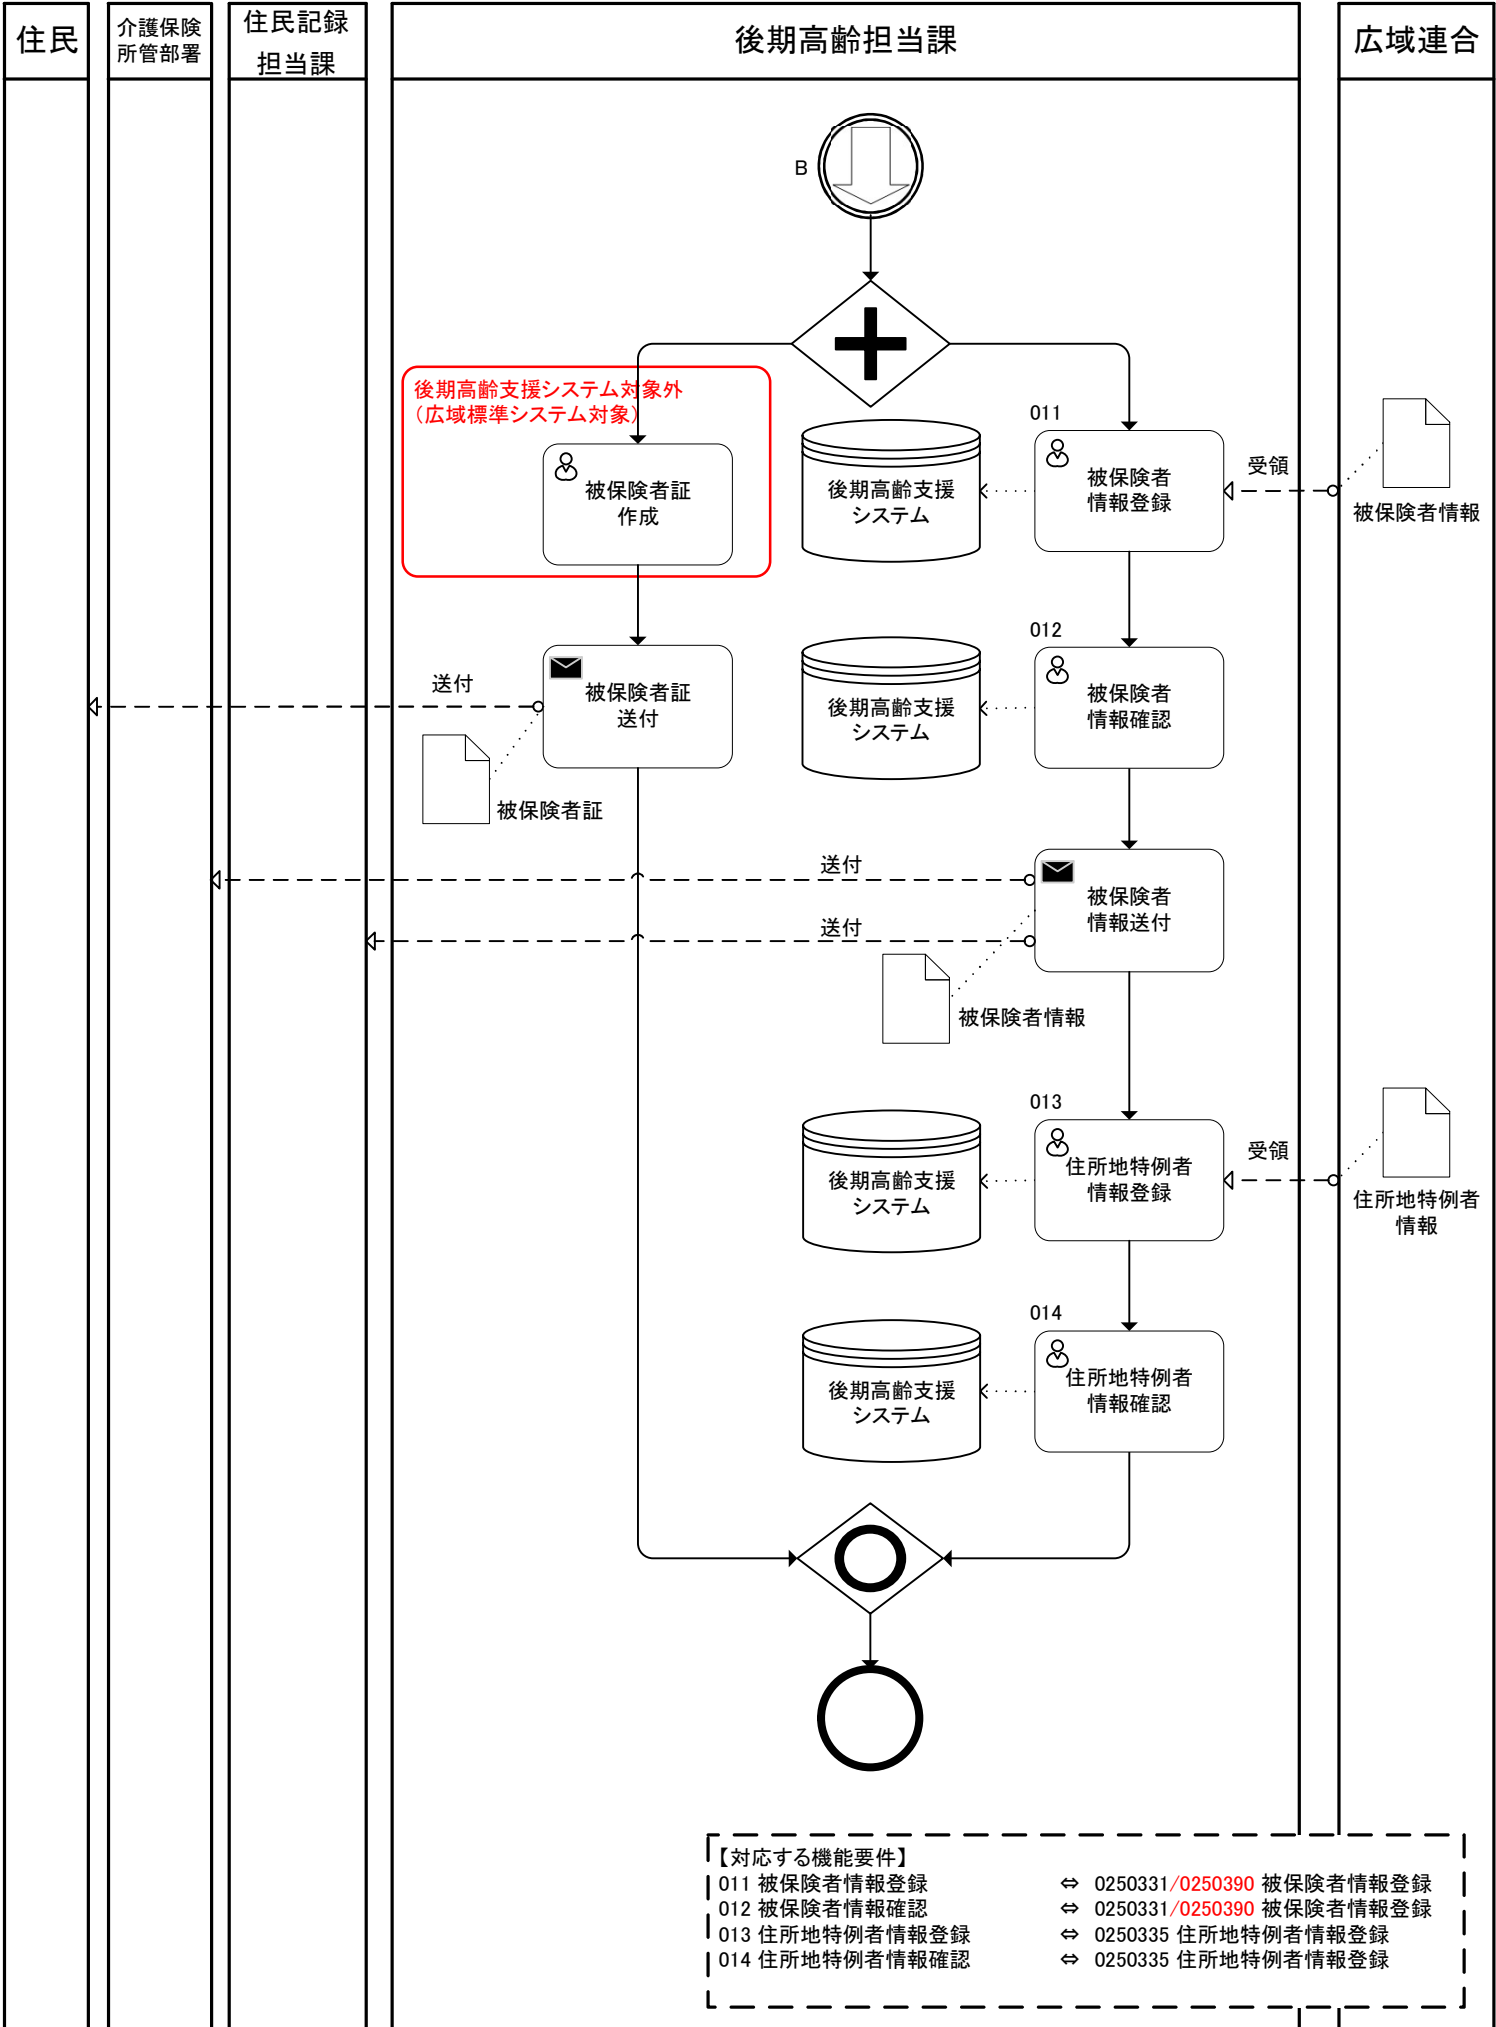 住民
介護保険
所管部署
住民記録
担当課
後期高齢担当課
広域連合
B
後期高齢支援システム対象外
（広域標準システム対象）
被保険者証
作成
後期高齢支援
システム
011
被保険者
情報登録
受領
被保険者情報
送付
被保険者証
送付
被保険者証
後期高齢支援
システム
012
被保険者
情報確認
送付
送付
被保険者
情報送付
被保険者情報
後期高齢支援
システム
013
住所地特例者
情報登録
受領
住所地特例者
情報
後期高齢支援
システム
014
住所地特例者
情報確認
【対応する機能要件】
011 被保険者情報登録 ⇔ 0250331/0250390 被保険者情報登録
012 被保険者情報確認 ⇔ 0250331/0250390 被保険者情報登録
013 住所地特例者情報登録 ⇔ 0250335 住所地特例者情報登録
014 住所地特例者情報確認 ⇔ 0250335 住所地特例者情報登録